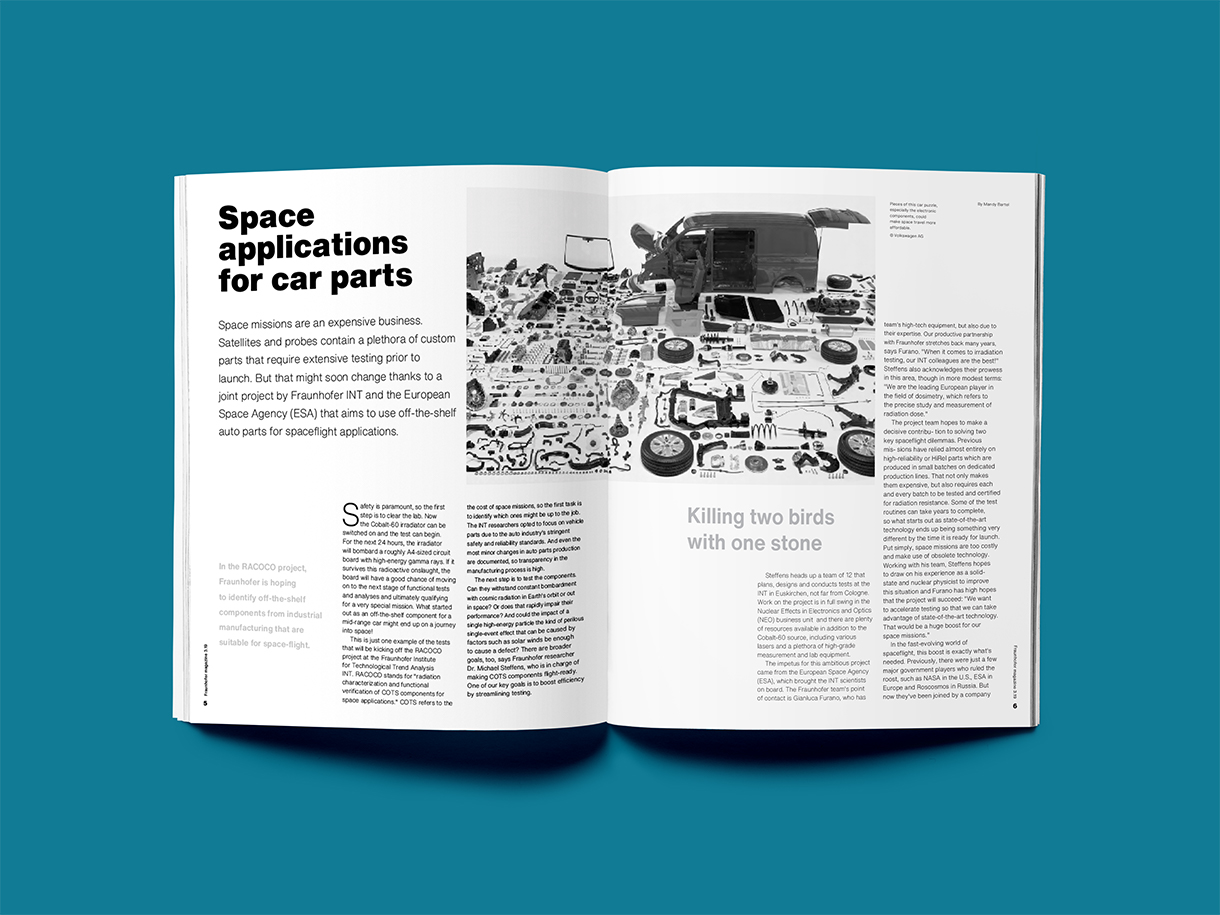 Space
applications
for car parts
Space missions are an expensive business.
Satellites and probes contain a plethora of custom
parts that require extensive testing prior to
launch. But that might soon change thanks to a
joint project by Fraunhofer INT and the European
Space Agency (ESA) that aims to use off-the-shelf
auto parts for spaceflight applications.
In the RACOCO project,
Fraunhofer is hoping
to identify off-the-shelf
components from industrial
manufacturing that are
suitable for space-flight.
Fraunhofer magazine 3.19
5
Safety is paramount, so the first
step is to clear the lab. Now
the Cobalt-60 irradiator can be
switched on and the test can begin.
For the next 24 hours, the irradiator
will bombard a roughly A4-sized circuit
board with high-energy gamma rays. If it
survives this radioactive onslaught, the
board will have a good chance of moving
on to the next stage of functional tests
and analyses and ultimately qualifying
for a very special mission. What started
out as an off-the-shelf component for a
mid-range car might end up on a journey
into space!
This is just one example of the tests
that will be kicking off the RACOCO
project at the Fraunhofer Institute
for Technological Trend Analysis
INT. RACOCO stands for "radiation
characterization and functional
verification of COTS components for
space applications." COTS refers to the
the cost of space missions, so the first task is
to identify which ones might be up to the job.
The INT researchers opted to focus on vehicle
parts due to the auto industry's stringent
safety and reliability standards. And even the
most minor changes in auto parts production
are documented, so transparency in the
manufacturing process is high.
The next step is to test the components.
Can they withstand constant bombardment
with cosmic radiation in Earth's orbit or out
in space? Or does that rapidly impair their
performance? And could the impact of a
single high-energy particle the kind of perilous
single-event effect that can be caused by
factors such as solar winds be enough
to cause a defect? There are broader
goals, too, says Fraunhofer researcher
Dr. Michael Steffens, who is in charge of
making COTS components flight-ready.
One of our key goals is to boost efficiency
by streamlining testing.
Pieces of this car puzzle,
especially the electronic
components, could
make space travel more
affordable.
© Volkswagen AG
By Mandy Bartel
Killing two birds
with one stone
Steffens heads up a team of 12 that
plans, designs and conducts tests at the
INT in Euskirchen, not far from Cologne.
Work on the project is in full swing in the
Nuclear Effects in Electronics and Optics
(NEO) business unit and there are plenty
of resources available in addition to the
Cobalt-60 source, including various
lasers and a plethora of high-grade
measurement and lab equipment.
The impetus for this ambitious project
came from the European Space Agency
(ESA), which brought the INT scientists
on board. The Fraunhofer team's point
of contact is Gianluca Furano, who has
team's high-tech equipment, but also due to
their expertise. Our productive partnership
with Fraunhofer stretches back many years,
says Furano. "When it comes to irradiation
testing, our INT colleagues are the best!"
Steffens also acknowledges their prowess
in this area, though in more modest terms:
"We are the leading European player in
the field of dosimetry, which refers to
the precise study and measurement of
radiation dose."
The project team hopes to make a
decisive contribu- tion to solving two
key spaceflight dilemmas. Previous
mis- sions have relied almost entirely on
high-reliability or HiRel parts which are
produced in small batches on dedicated
production lines. That not only makes
them expensive, but also requires each
and every batch to be tested and certified
for radiation resistance. Some of the test
routines can take years to complete,
so what starts out as state-of-the-art
technology ends up being something very
different by the time it is ready for launch.
Put simply, space missions are too costly
and make use of obsolete technology.
Working with his team, Steffens hopes
to draw on his experience as a solid-
state and nuclear physicist to improve
this situation and Furano has high hopes
that the project will succeed: "We want
to accelerate testing so that we can take
advantage of state-of-the-art technology.
That would be a huge boost for our
space missions."
In the fast-evolving world of
spaceflight, this boost is exactly what's
needed. Previously, there were just a few
major government players who ruled the
roost, such as NASA in the U.S., ESA in
Europe and Roscosmos in Russia. But
now they've been joined by a company
Fraunhofer magazine 3.19
6